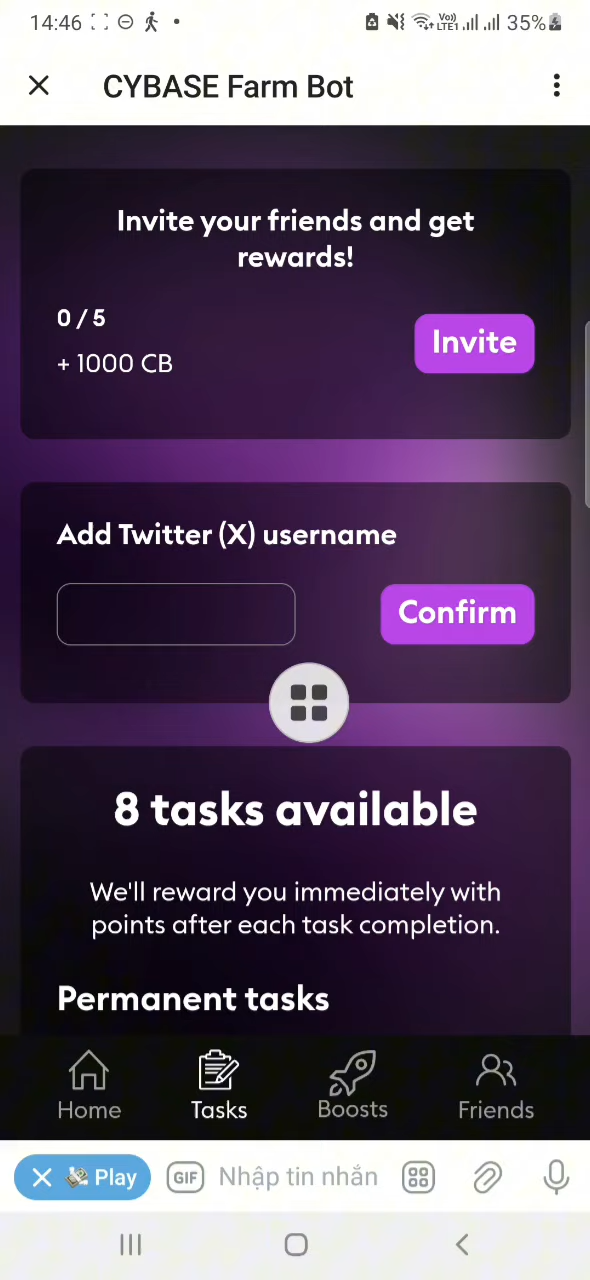 14:46
Vo)) LTE1 35%
CYBASE Farm Bot
Invite your friends and get
rewards!
0 / 5
+ 1000 CB
Invite
Add Twitter (X) username
Confirm
8 tasks available
We'll reward you immediately with
points after each task completion.
Permanent tasks
Home
Tasks
Boosts
Friends
Play
GIF
Nhập tin nhắn